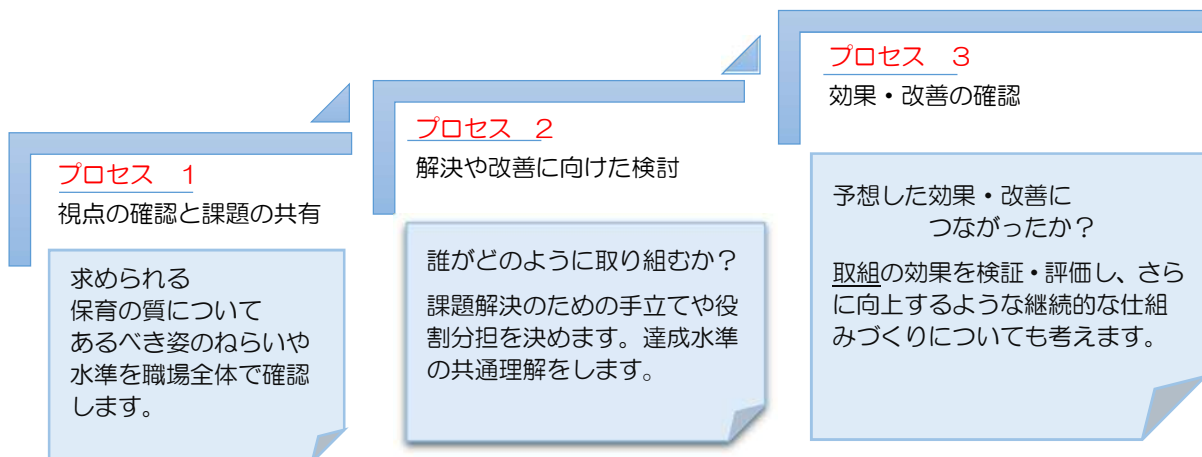 プロセス　1
視点の確認と課題の共有
求められる
保育の質について
あるべき姿のねらいや
水準を職場全体で確認
します。
プロセス　2
解決や改善に向けた検討
誰がどのように取り組むか？
課題解決のための手立てや役
割分担を決めます。達成水準
の共通理解をします。
プロセス　3
効果・改善の確認
予想した効果・改善に
つながったか？
取組の効果を検証・評価し、さら
に向上するような継続的な仕組
みづくりについても考えます。